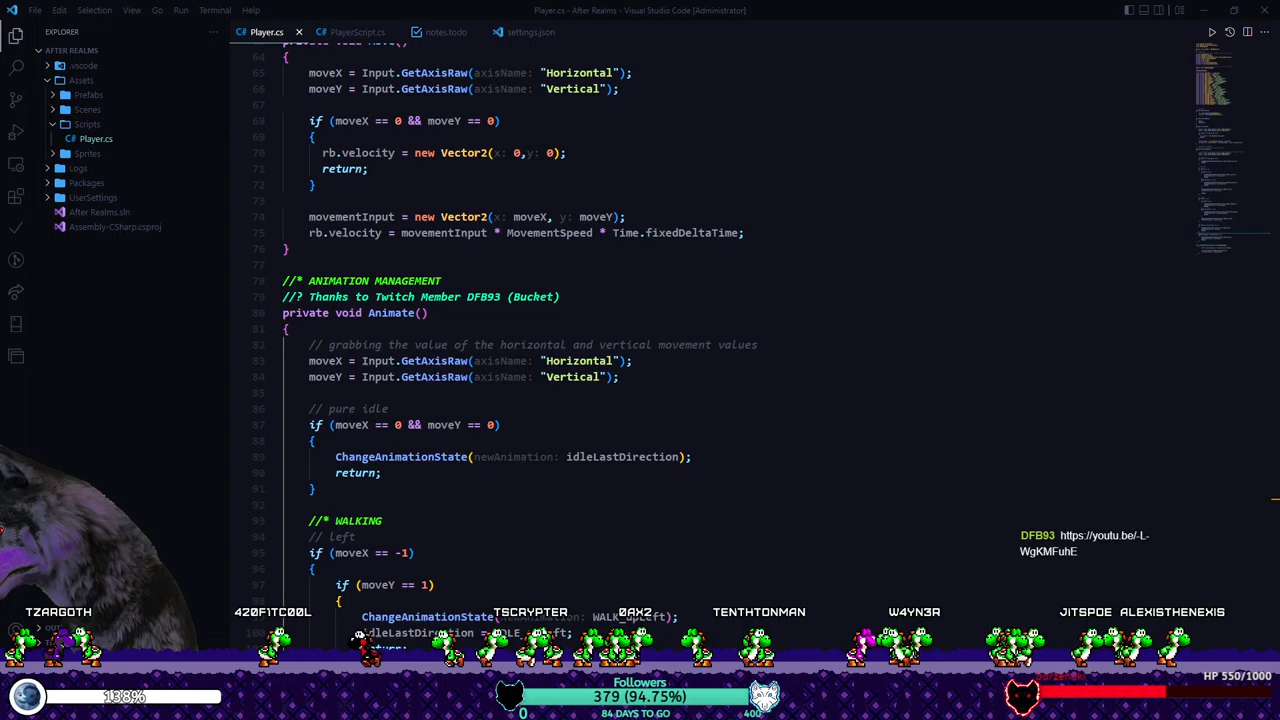 File Edit Selection View Go Run Terminal Help
Player.cs - After Realms - Visual Studio Code [Administrator]
EXPLORER
AFTER REALMS
.vscode
Assets
Prefabs
Scenes
Scripts
Player.cs
Sprites
Logs
Packages
UserSettings
After Realms.sln
Assembly-CSharp.csproj
Player.cs PlayerScript.cs notes.todo settings.json
64 {
65 moveX = Input.GetAxisRaw(axisName: "Horizontal");
66 moveY = Input.GetAxisRaw(axisName: "Vertical");
67
68 if (moveX == 0 && moveY == 0)
69 {
70 rb.velocity = new Vector2(x: 0,y: 0);
71 return;
72 }
73
74 movementInput = new Vector2(x: moveX, y: moveY);
75 rb.velocity = movementInput * MovementSpeed * Time.fixedDeltaTime;
76 }
77
78 //* ANIMATION MANAGEMENT
79 //? Thanks to Twitch Member DFB93 (Bucket)
80 private void Animate()
81 {
82 // grabbing the value of the horizontal and vertical movement values
83 moveX = Input.GetAxisRaw(axisName: "Horizontal");
84 moveY = Input.GetAxisRaw(axisName: "Vertical");
85
86 // pure idle
87 if (moveX == 0 && moveY == 0)
88 {
89 ChangeAnimationState(newAnimation: idleLastDirection);
90 return;
91 }
92
93 //* WALKING
94 // left
95 if (moveX == -1)
96 {
97 if (moveY == 1)
98 {
DFB93 https://youtu.be/-L-
WgKMFuhE
TZARGOTH 420F1TC00L TSCRYPTER 0AXZ TENTHTONMAN W4YN3R JITSPOE ALEXISTHENEXIS
138%
Followers
379 (94.75%)
0 84 DAYS TO GO 400
HP 550/1000